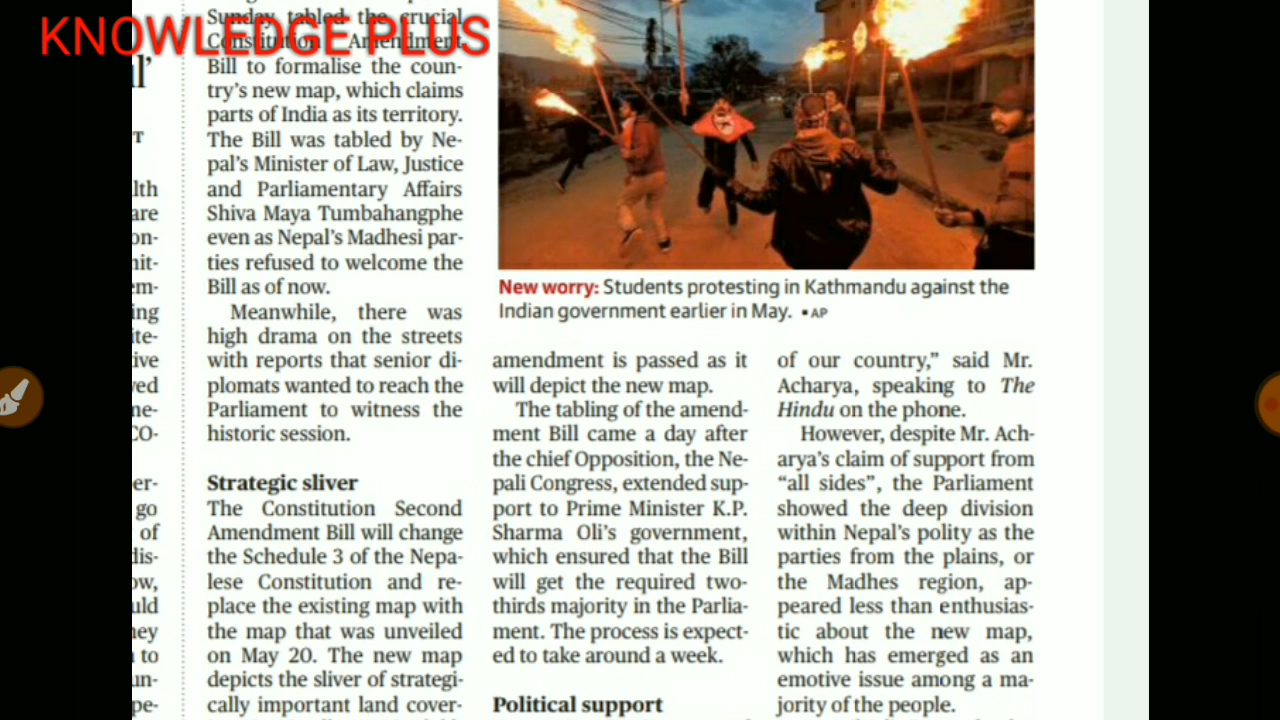 KNOWLEDGE PLUS
Sunday tabled the crucial
Constitution Amendment
Bill to formalise the coun-
try's new map, which claims
parts of India as its territory.
The Bill was tabled by Ne-
pal's Minister of Law, Justice
and Parliamentary Affairs
Shiva Maya Tumbahangphe
even as Nepal's Madhesi par-
ties refused to welcome the
Bill as of now.
Meanwhile, there was
high drama on the streets
with reports that senior di-
plomats wanted to reach the
Parliament to witness the
historic session.
Strategic sliver
The Constitution Second
Amendment Bill will change
the Schedule 3 of the Nepa-
lese Constitution and re-
place the existing map with
the map that was unveiled
on May 20. The new map
depicts the sliver of strategi-
cally important land cover-
New worry: Students protesting in Kathmandu against the
Indian government earlier in May. ▪ AP
amendment is passed as it
will depict the new map.
The tabling of the amend-
ment Bill came a day after
the chief Opposition, the Ne-
pali Congress, extended sup-
port to Prime Minister K.P.
Sharma Oli's government,
which ensured that the Bill
will get the required two-
thirds majority in the Parlia-
ment. The process is expect-
ed to take around a week.
Political support
of our country," said Mr.
Acharya, speaking to The
Hindu on the phone.
However, despite Mr. Ach-
arya's claim of support from
"all sides", the Parliament
showed the deep division
within Nepal's polity as the
parties from the plains, or
the Madhes region, ap-
peared less than enthusias-
tic about the new map,
which has emerged as an
emotive issue among a ma-
jority of the people.